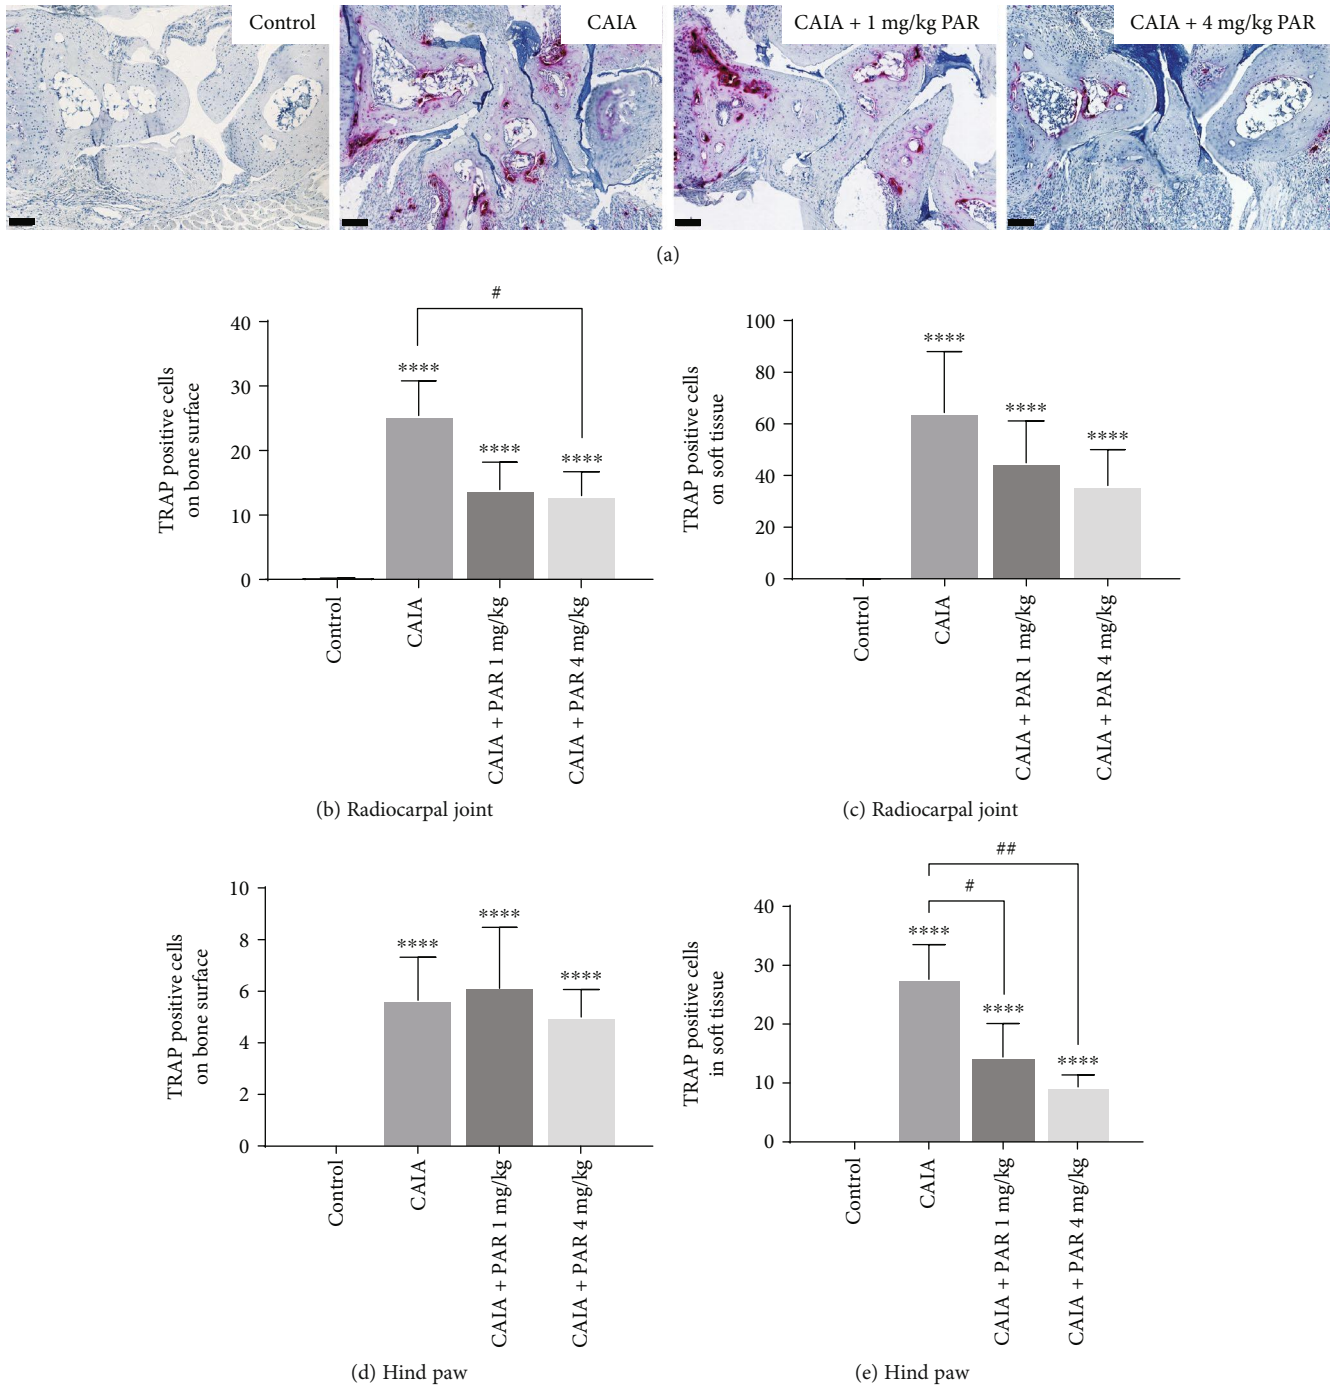 Control
CAIA
CAIA + 1 mg/kg PAR
CAIA + 4 mg/kg PAR
(a)
#
40
30
20
10
0
TRAP positive cells
on bone surface
****
****
****
Control
CAIA
CAIA + PAR 1 mg/kg
CAIA + PAR 4 mg/kg
(b) Radiocarpal joint
100
80
60
40
20
0
TRAP positive cells
on soft tissue
****
****
****
Control
CAIA
CAIA + PAR 1 mg/kg
CAIA + PAR 4 mg/kg
(c) Radiocarpal joint
10
8
6
4
2
0
TRAP positive cells
on bone surface
****
****
****
Control
CAIA
CAIA + PAR 1 mg/kg
CAIA + PAR 4 mg/kg
(d) Hind paw
##
#
40
30
20
10
0
TRAP positive cells
in soft tissue
****
****
****
Control
CAIA
CAIA + PAR 1 mg/kg
CAIA + PAR 4 mg/kg
(e) Hind paw